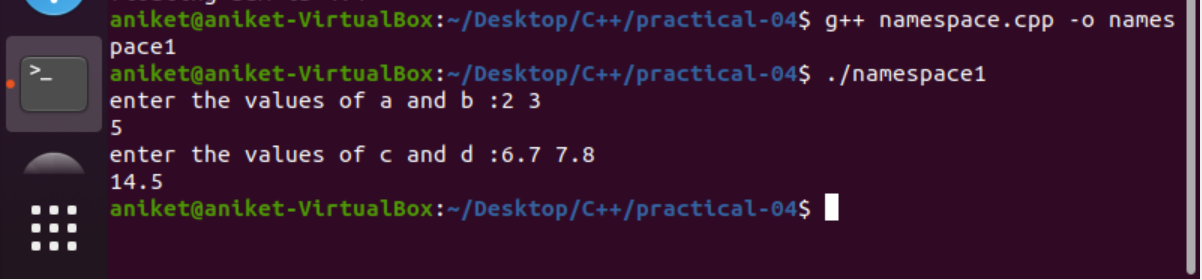 aniket@aniket-VirtualBox:~/Desktop/C++/practical-04$ g++ namespace.cpp -o names
pace1
aniket@aniket-VirtualBox:~/Desktop/C++/practical-04$ ./namespace1
enter the values of a and b :2 3
5
enter the values of c and d :6.7 7.8
14.5
aniket@aniket-VirtualBox:~/Desktop/C++/practical-04$